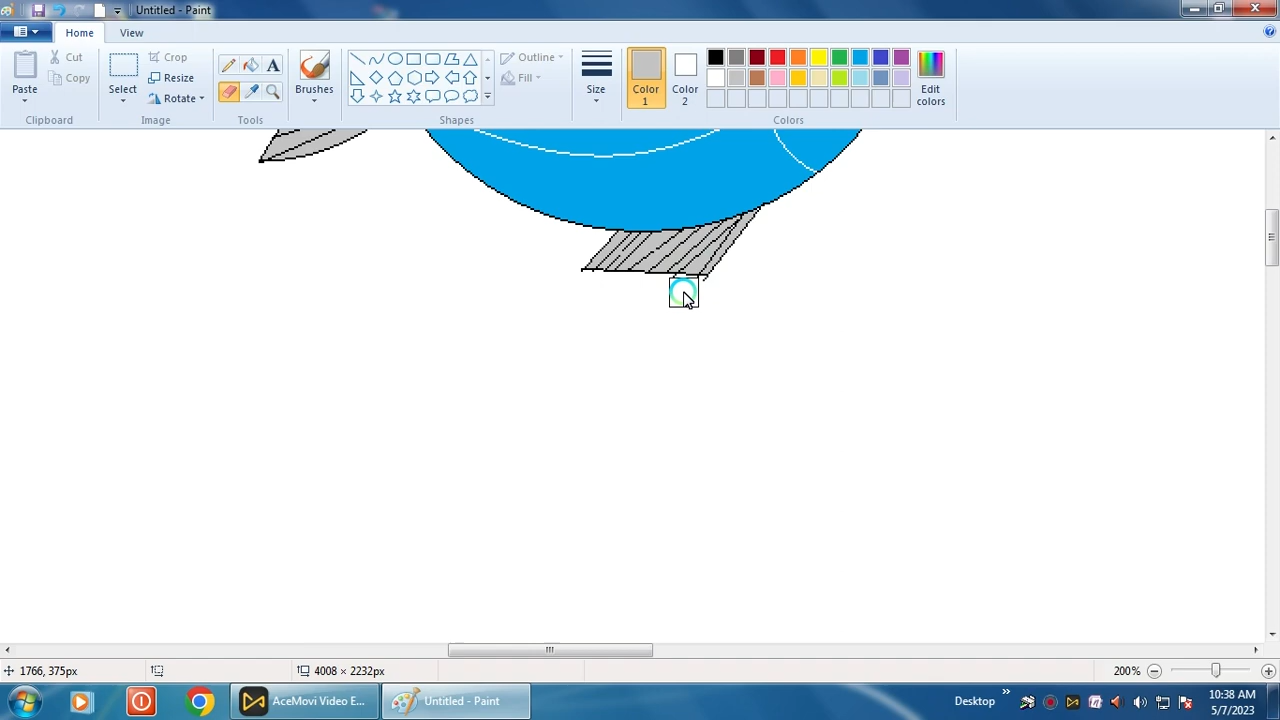 Untitled - Paint
Home
View
Paste
Cut
Copy
Clipboard
Select
Crop
Resize
Rotate
Image
A
Tools
Brushes
Shapes
Outline
Fill
Size
Color
1
Color
2
Edit
colors
Colors
1766, 375px
4008 × 2232px
200%
AceMovi Video E...
Untitled - Paint
Desktop
10:38 AM
5/7/2023